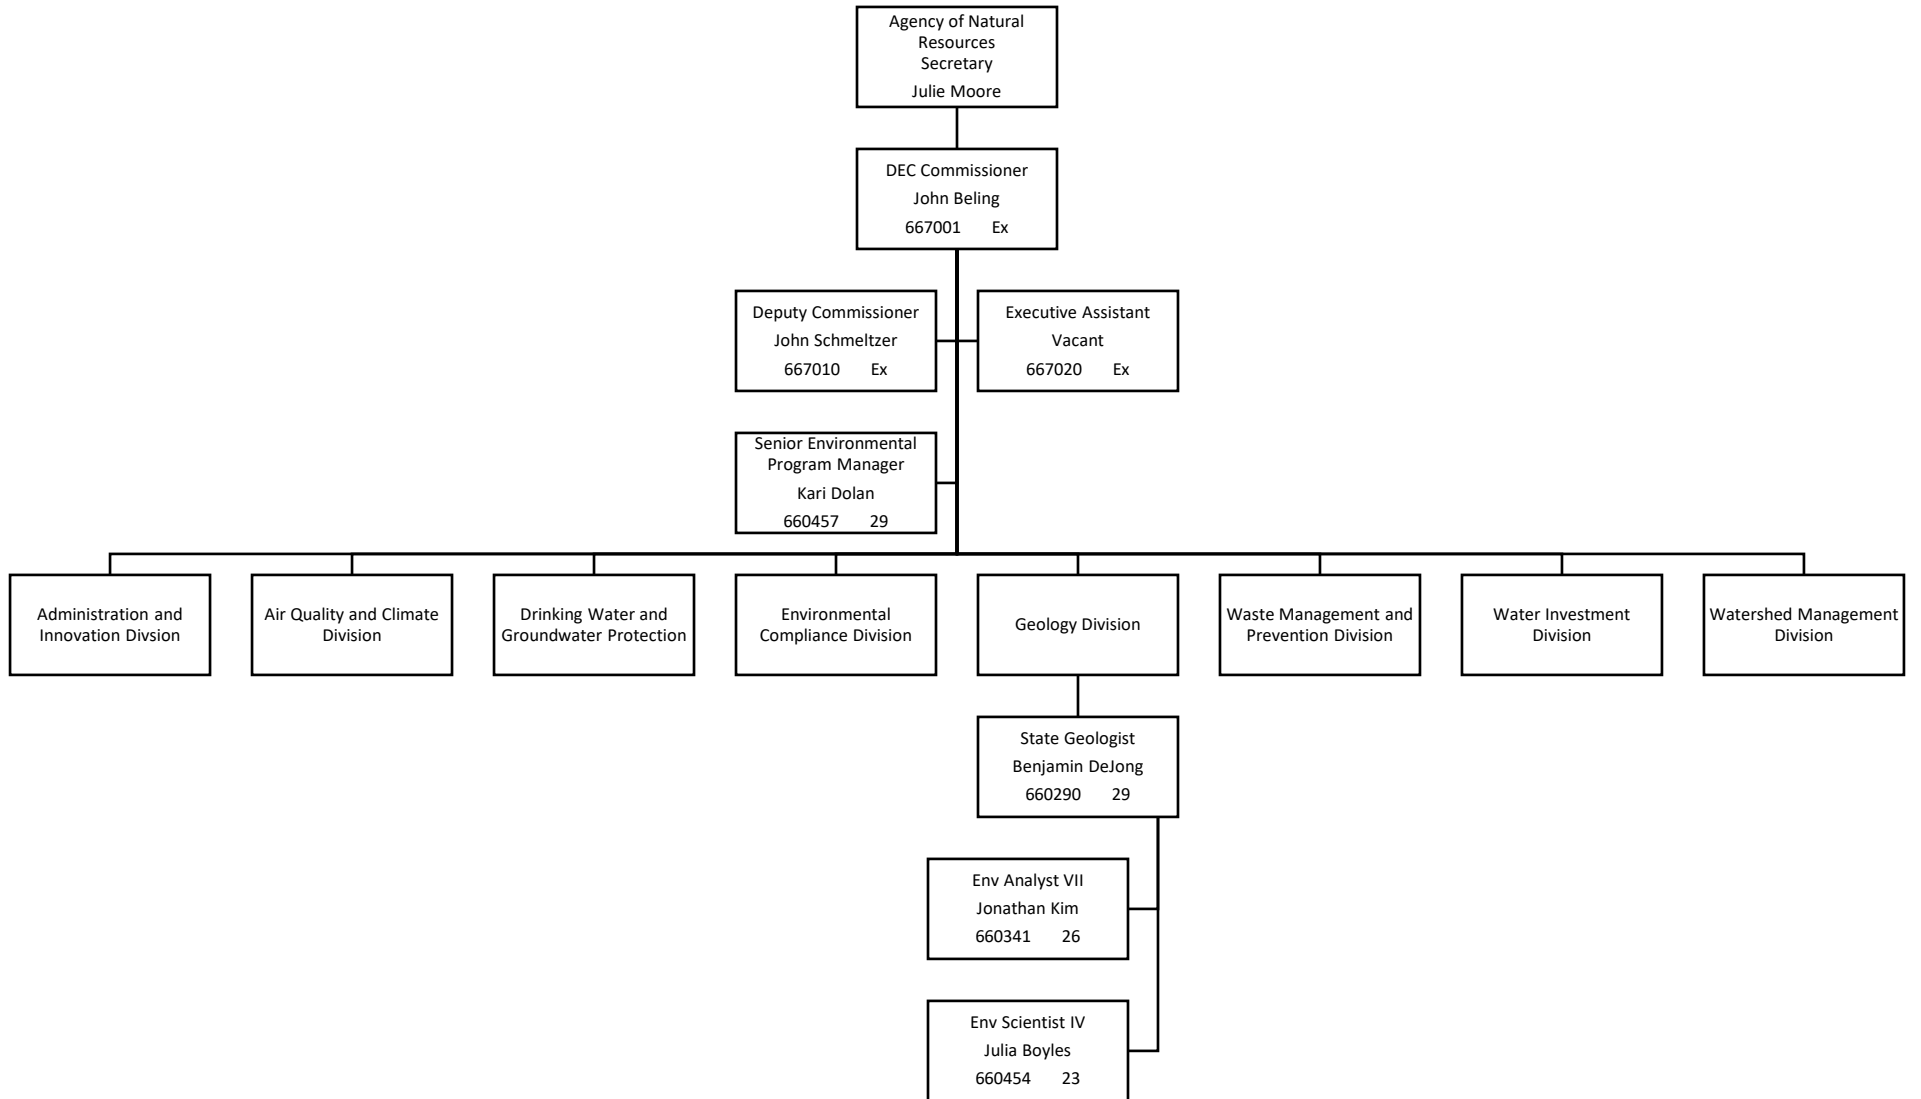 Agency of Natural
Resources
Secretary
Julie Moore
DEC Commissioner
John Beling
667001 Ex
Deputy Commissioner
John Schmeltzer
667010 Ex
Executive Assistant
Vacant
667020 Ex
Senior Environmental
Program Manager
Kari Dolan
660457 29
Administration and
Innovation Divsion
Air Quality and Climate
Division
Drinking Water and
Groundwater Protection
Environmental
Compliance Division
Geology Division
Waste Management and
Prevention Division
Water Investment
Division
Watershed Management
Division
State Geologist
Benjamin DeJong
660290 29
Env Analyst VII
Jonathan Kim
660341 26
Env Scientist IV
Julia Boyles
660454 23